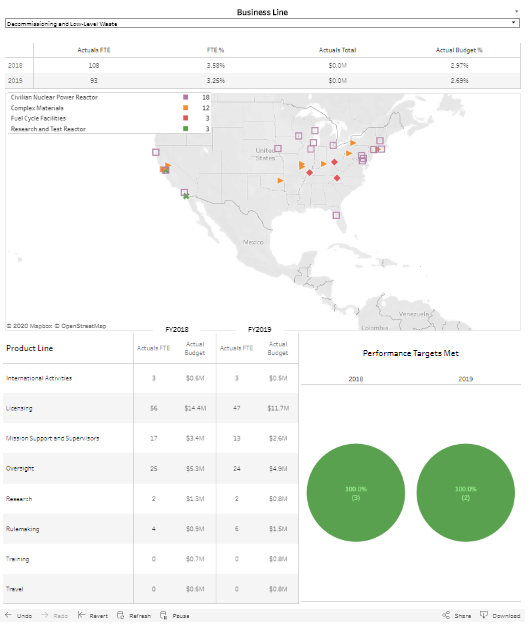 Business Line
Decommissioning and Low-Level Waste
Actuals FTE FTE % Actuals Total Actual Budget %
2018 108 3.58% $0.0M 2.97%
2019 93 3.25% $0.0M 2.69%
Civilian Nuclear Power Reactor 18
Complex Materials 12
Fuel Cycle Facilities 3
Research and Test Reactor 3
United
States
Mexico
Venezuela
Colombia
© 2020 Mapbox © OpenStreetMap
FY2018 FY2019
Product Line Actuals FTE Actual Budget Actuals FTE Actual Budget
International Activities 3 $0.6M 3 $0.5M
Licensing 56 $14.4M 47 $11.7M
Mission Support and Supervisors 17 $3.4M 13 $2.6M
Oversight 25 $5.3M 24 $4.9M
Research 2 $1.3M 2 $0.8M
Rulemaking 4 $0.9M 6 $1.5M
Training 0 $0.7M 0 $0.8M
Travel 0 $0.6M 0 $0.8M
Performance Targets Met
2018 2019
100.0% 100.0%
(3) (2)
Undo Redo Revert Refresh Pause Share Download